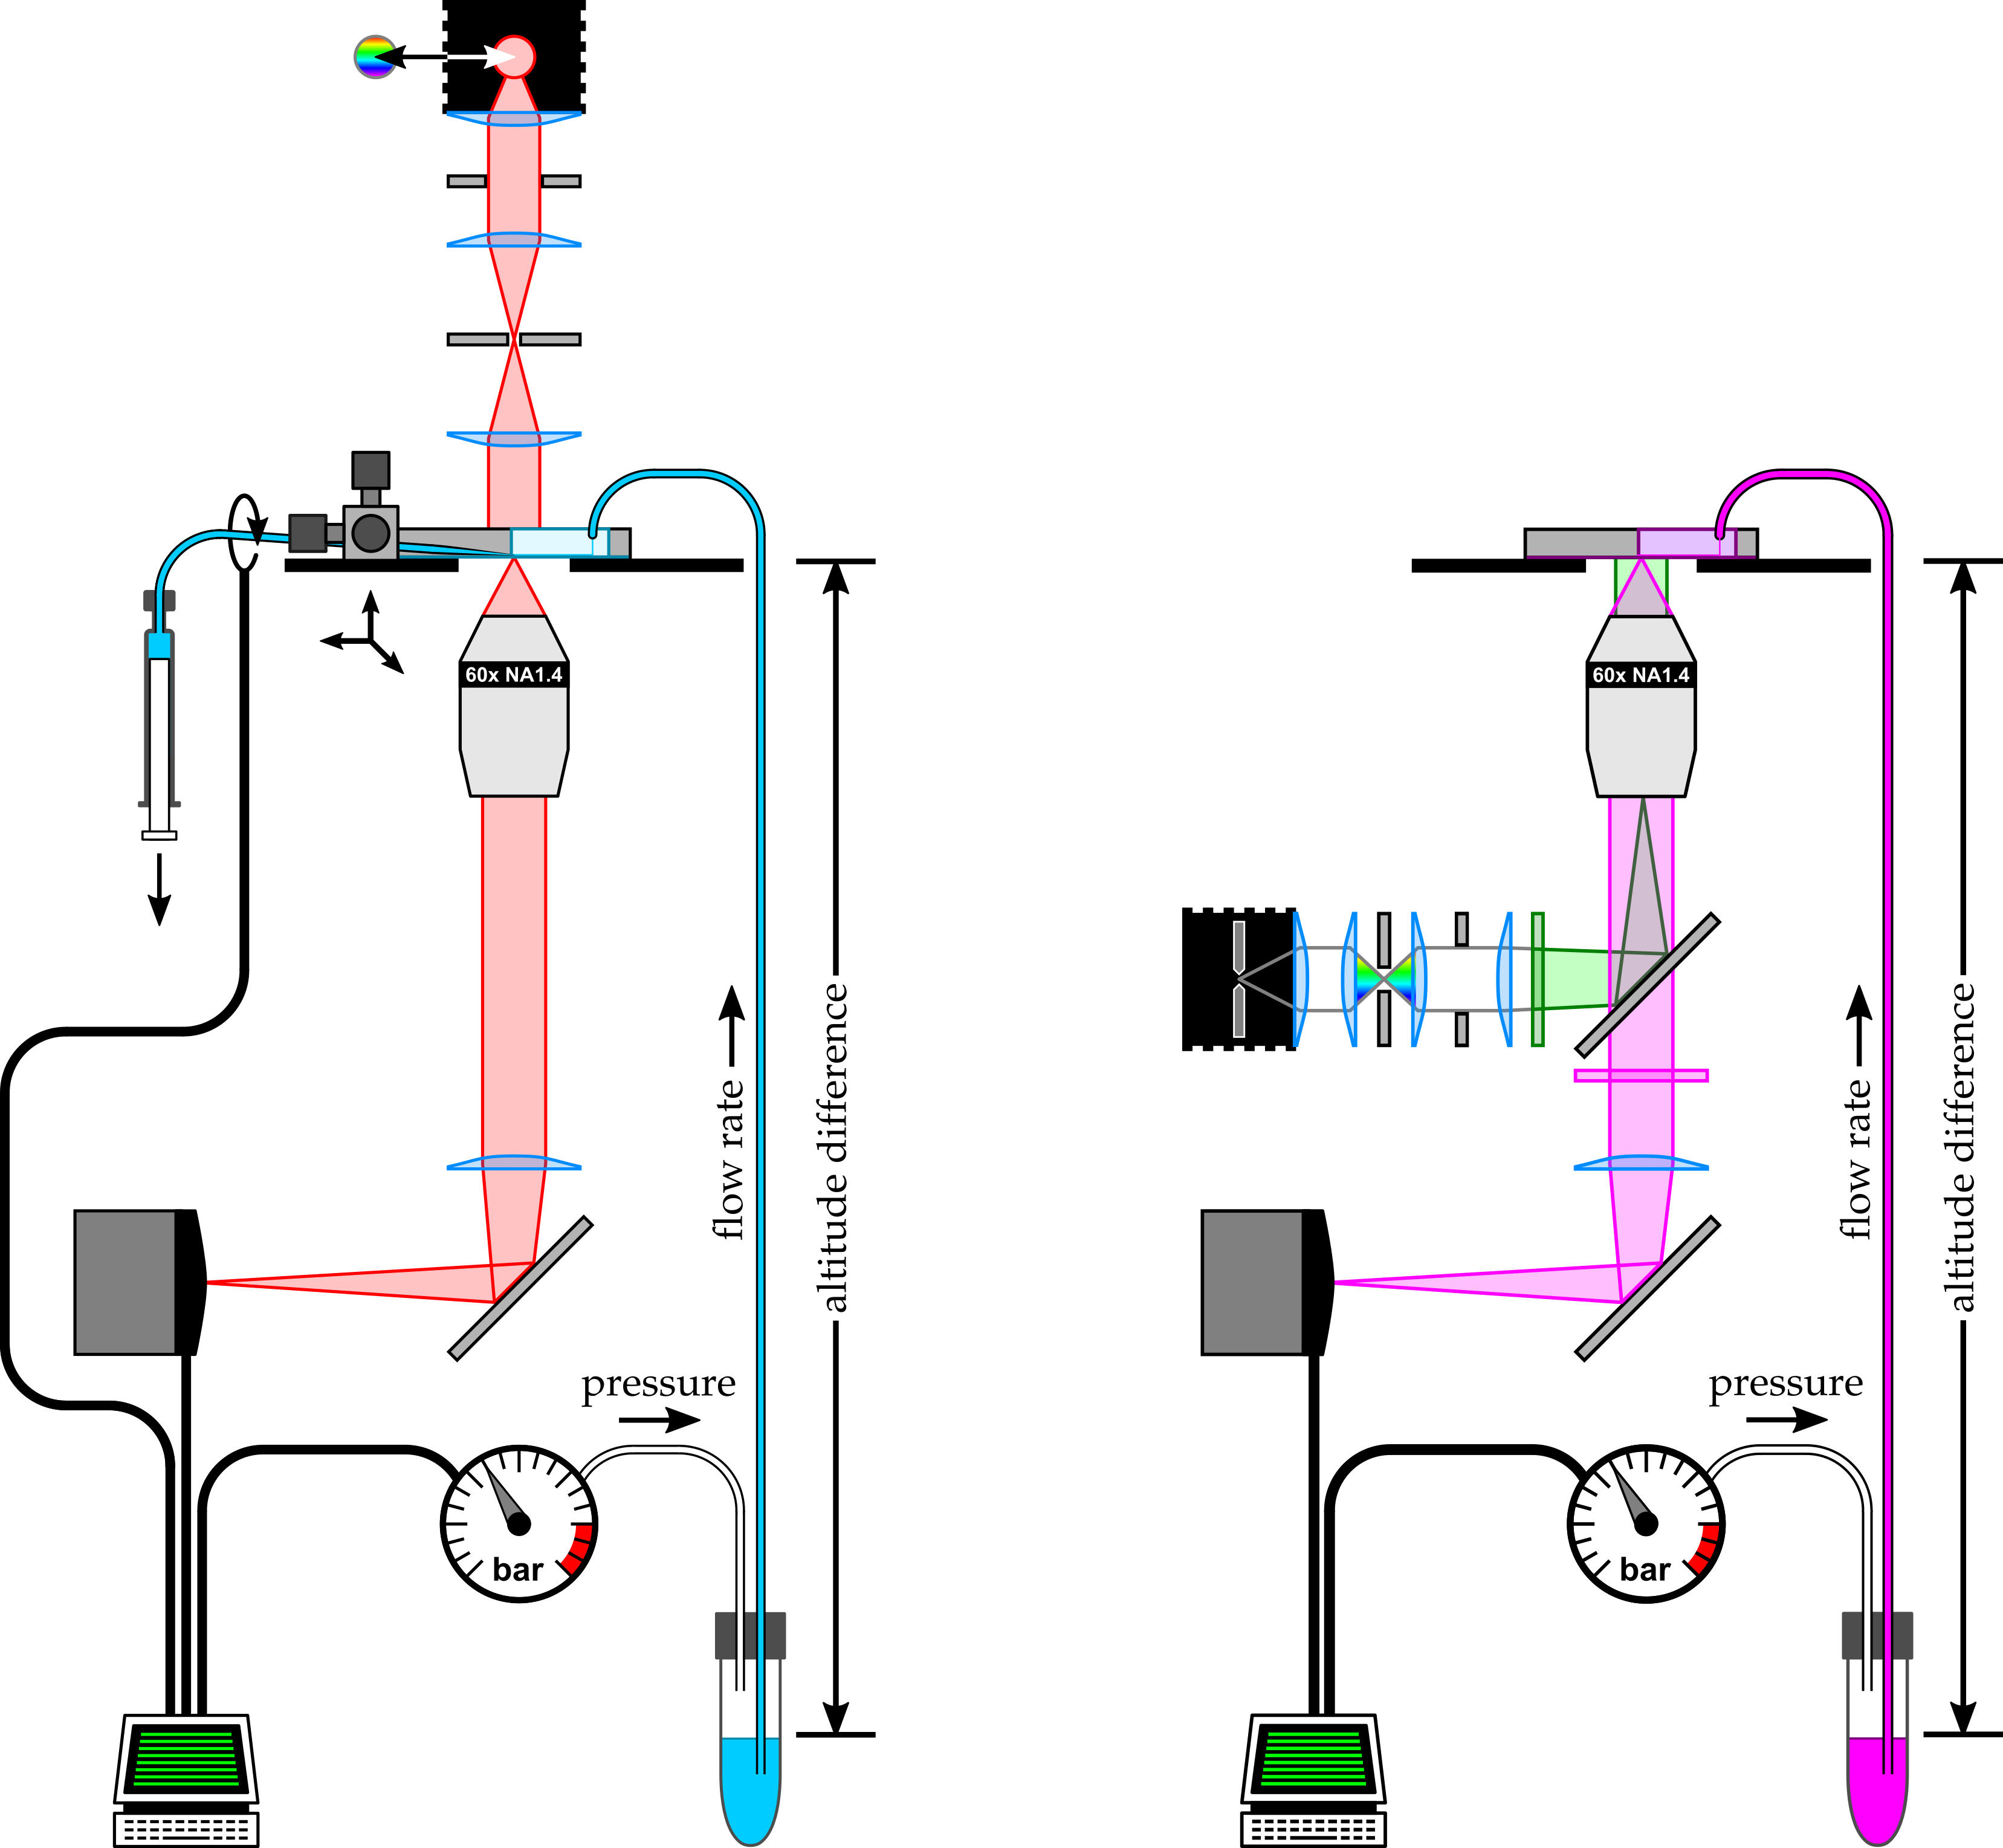 60x NA1.4
flow rate
altitude difference
pressure
bar
60x NA1.4
flow rate
altitude difference
pressure
bar